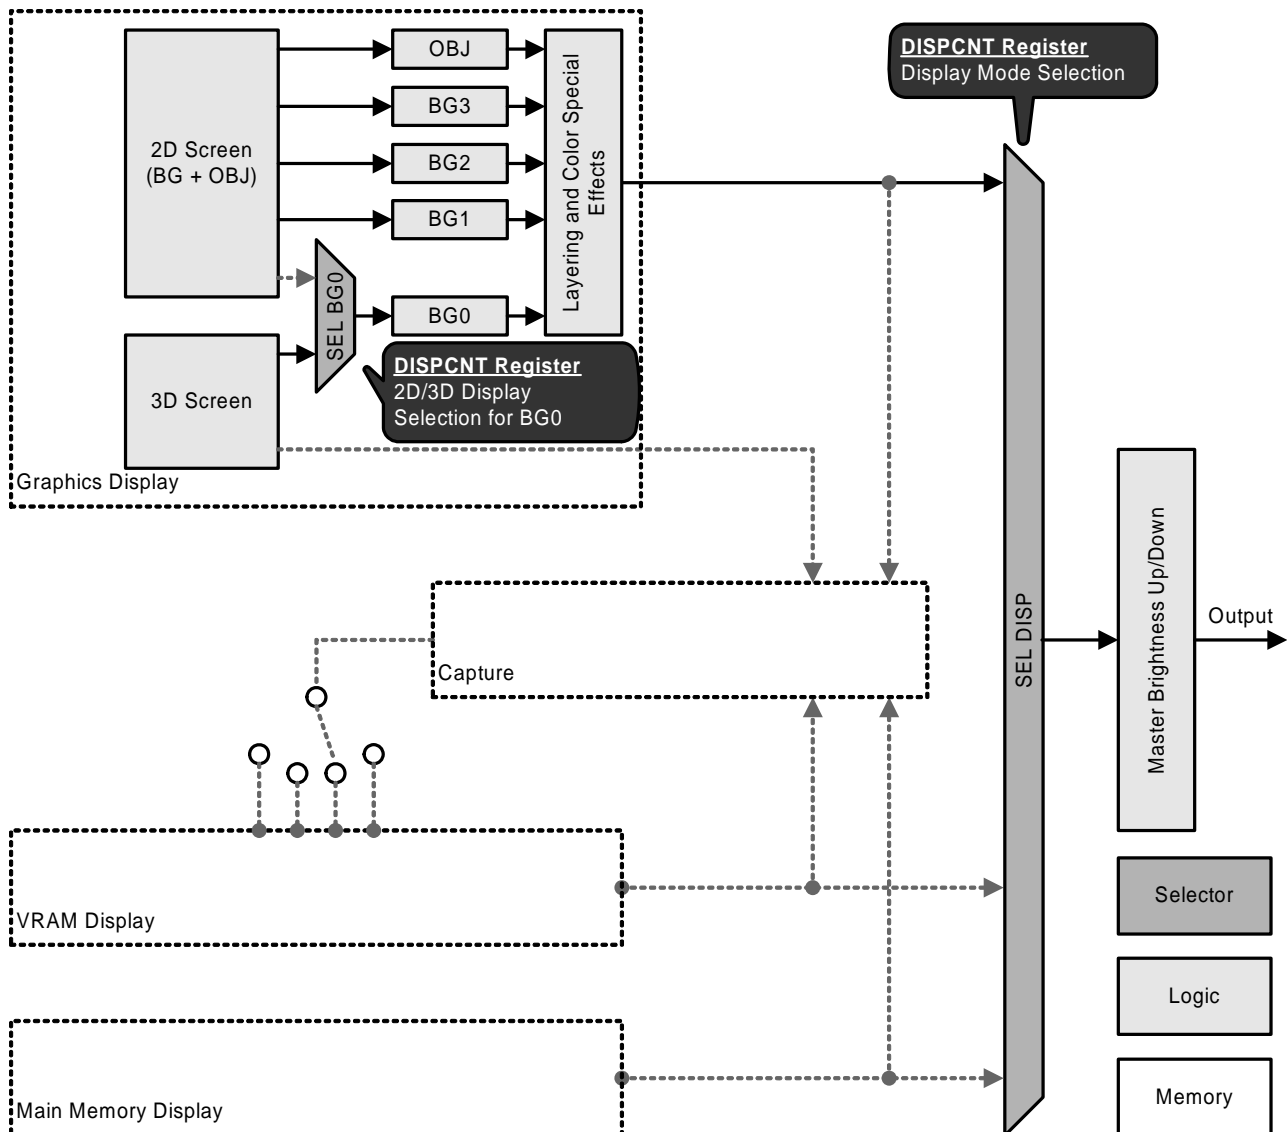 DISPCNT Register
Display Mode Selection
OBJ
BG3
2D Screen
(BG + OBJ)
BG2
BG1
Layering and Color Special
Effects
SEL BG0
BG0
DISPCNT Register
2D/3D Display
Selection for BG0
3D Screen
Graphics Display
Capture
SEL DISP
Master Brightness Up/Down
Output
VRAM Display
Selector
Logic
Main Memory Display
Memory